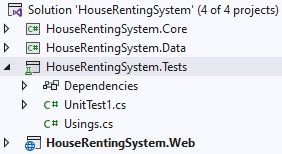 Solution 'HouseRentingSystem' (4 of 4 projects)
HouseRentingSystem.Core
HouseRentingSystem.Data
HouseRentingSystem.Tests
Dependencies
C# UnitTest1.cs
C# Usings.cs
HouseRentingSystem.Web